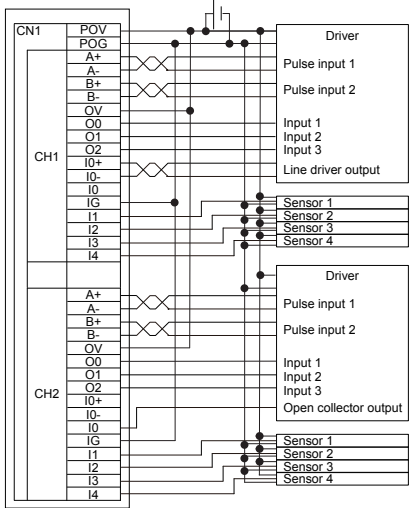 CN1
POV
POG
CH1
A+
A-
B+
B-
OV
O0
O1
O2
I0+
I0-
I0
IG
I1
I2
I3
I4
Driver
Pulse input 1
Pulse input 2
Input 1
Input 2
Input 3
Line driver output
Sensor 1
Sensor 2
Sensor 3
Sensor 4
CH2
A+
A-
B+
B-
OV
O0
O1
O2
I0+
I0-
I0
IG
I1
I2
I3
I4
Driver
Pulse input 1
Pulse input 2
Input 1
Input 2
Input 3
Open collector output
Sensor 1
Sensor 2
Sensor 3
Sensor 4